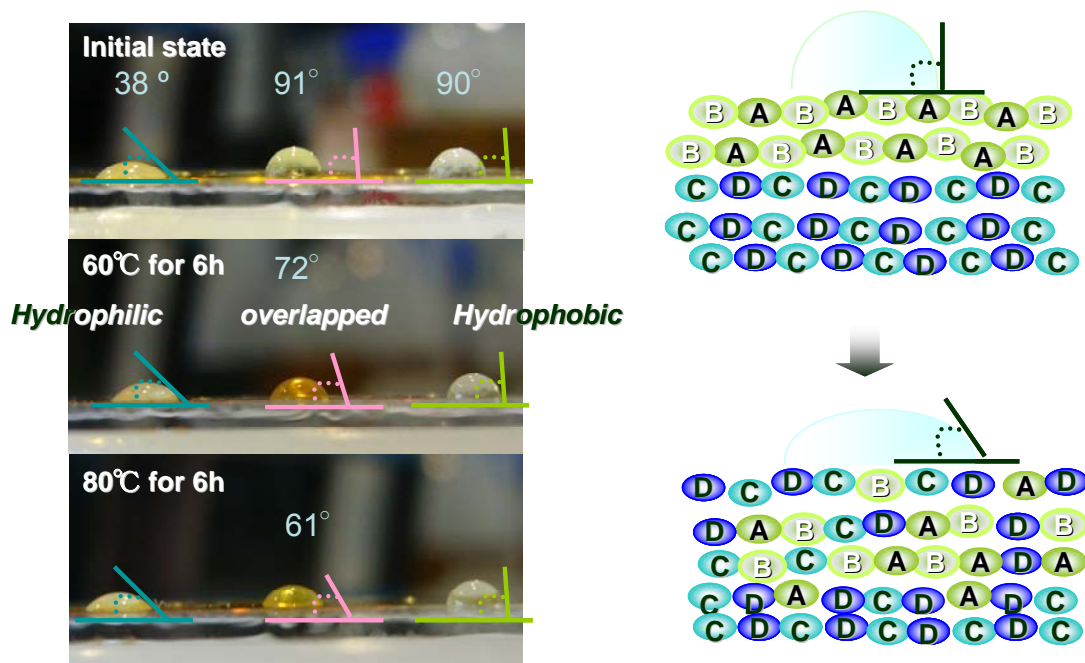 Initial state
38 º 91° 90°
60℃ for 6h
72°
Hydrophilic overlapped Hydrophobic
80℃ for 6h
61°
B A B A B A B A B
B A B A B A B A B
C D C D C D C D C
C D C D C D C D C
C D C D C D C D C
D C D C B C D A D
D A B C D A B D B
C B C B A B A D A
C D A D C D A D C
C D C D C D C D C